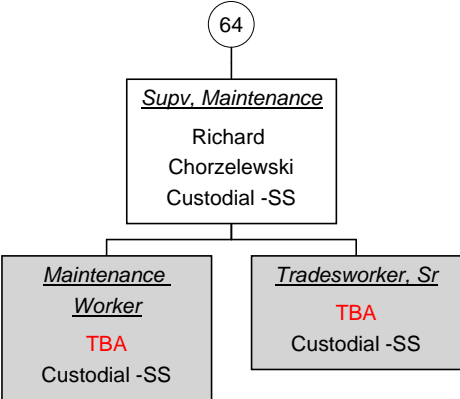 64
Supv, Maintenance
Richard
Chorzelewski
Custodial -SS
Maintenance
Worker
TBA
Custodial -SS
Tradesworker, Sr
TBA
Custodial -SS